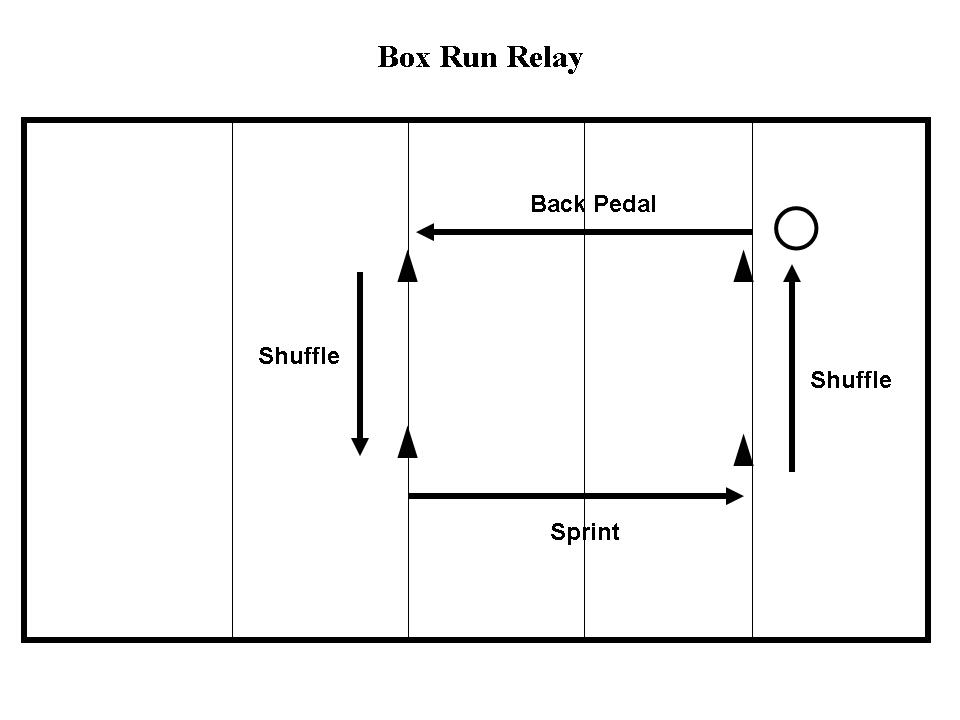 Box Run Relay
Back Pedal
Shuffle
Shuffle
Sprint